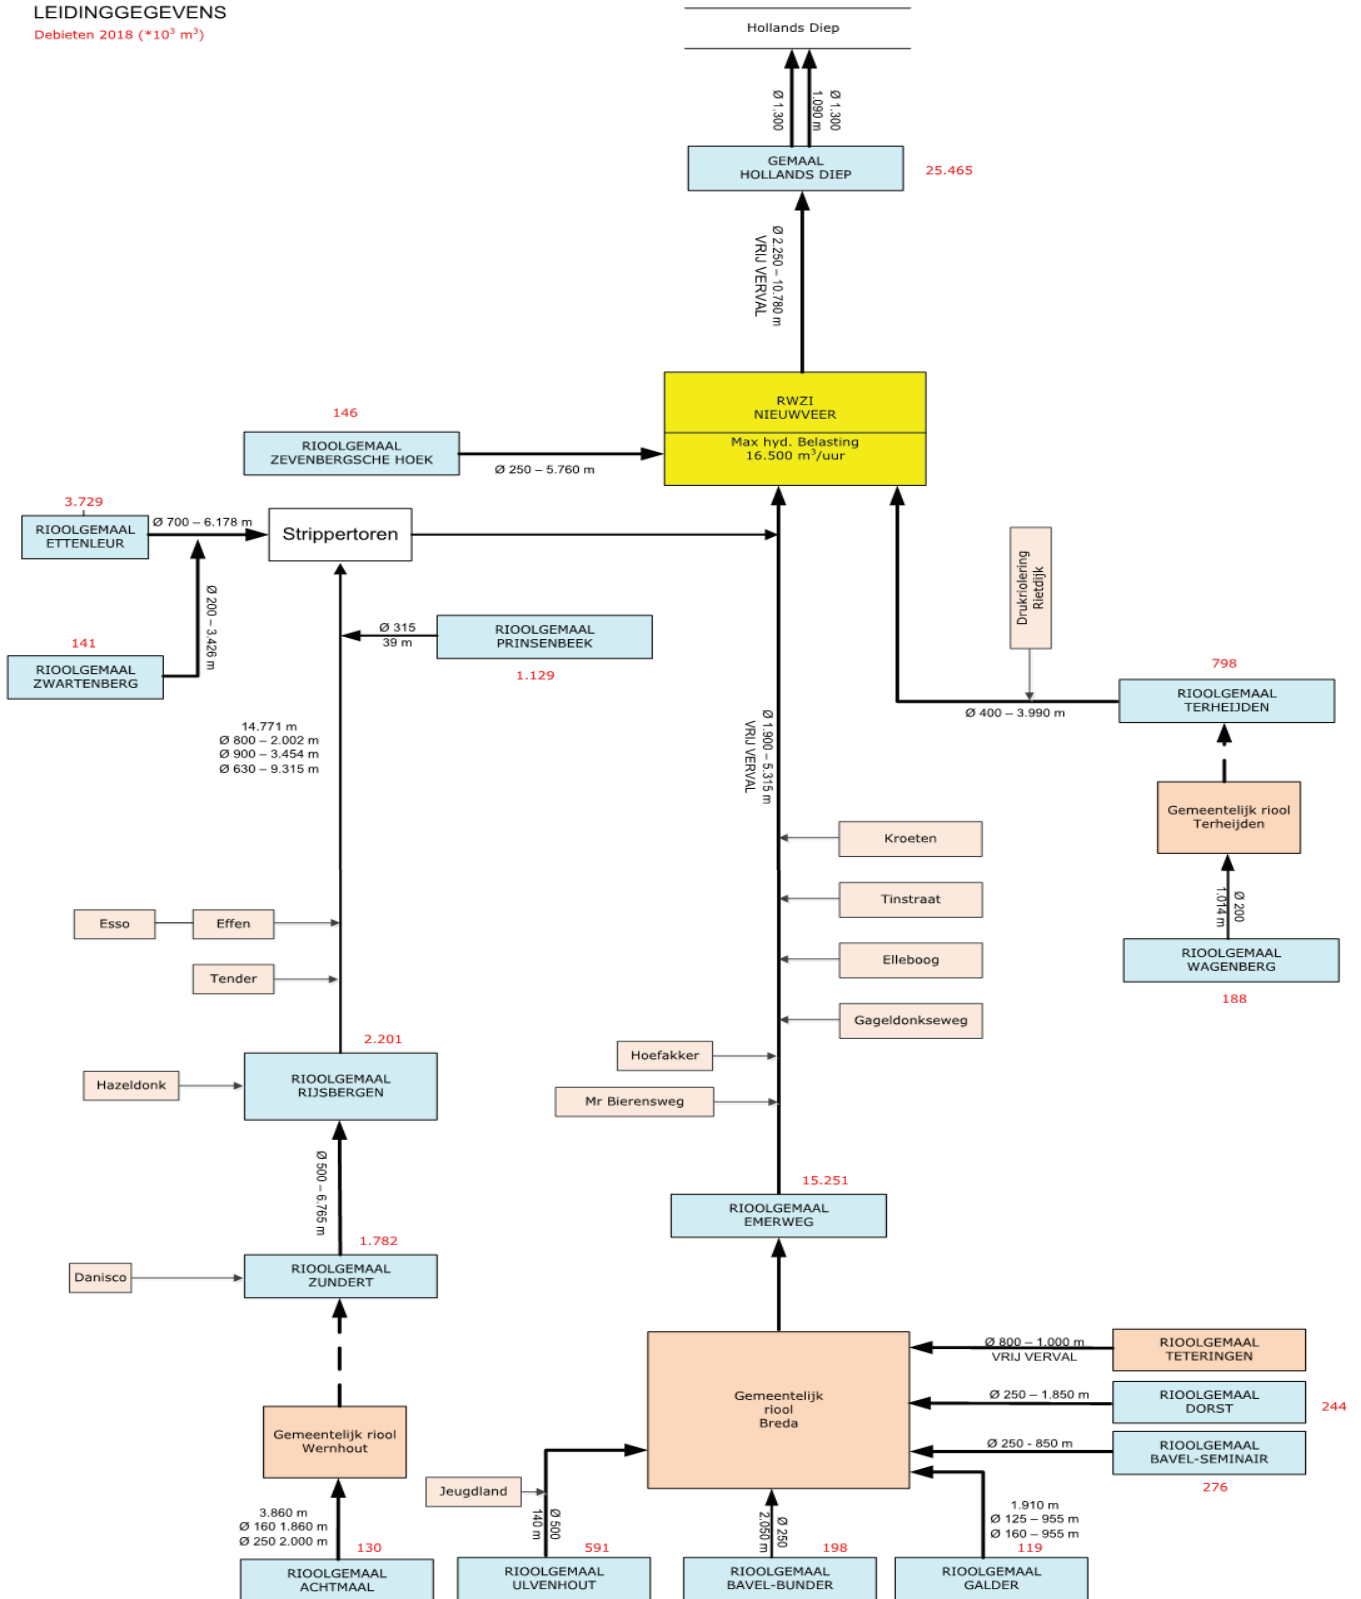 LEIDINGGEGEVENS
Debieten 2018 (*10³ m³)
Hollands Diep
Ø 1.300
Ø 1.300
1.090 m
GEMAAL
HOLLANDS DIEP
25.465
Ø 2.250 – 10.780 m
VRIJ VERVAL
RWZI
NIEUWVEER
Max hyd. Belasting
16.500 m³/uur
146
RIOOLGEMAAL
ZEVENBERGSCHE HOEK
Ø 250 – 5.760 m
3.729
RIOOLGEMAAL
ETTENLEUR
Ø 700 – 6.178 m
Strippertoren
Ø 200 – 3.426 m
141
RIOOLGEMAAL
ZWARTENBERG
Ø 315
39 m
RIOOLGEMAAL
PRINSENBEEK
1.129
Drukriolering
Rietdijk
798
RIOOLGEMAAL
TERHEIJDEN
Ø 400 – 3.990 m
14.771 m
Ø 800 – 2.002 m
Ø 900 – 3.454 m
Ø 630 – 9.315 m
Ø 1.900 – 5.315 m
VRIJ VERVAL
Gemeentelijk riool
Terheijden
Ø 200
1.014 m
RIOOLGEMAAL
WAGENBERG
188
Kroeten
Tinstraat
Elleboog
Gageldonkseweg
Hoefakker
Mr Bierensweg
Esso
Effen
Tender
2.201
Hazeldonk
RIOOLGEMAAL
RIJSBERGEN
Ø 500 – 6.765 m
15.251
RIOOLGEMAAL
EMERWEG
1.782
Danisco
RIOOLGEMAAL
ZUNDERT
Gemeentelijk
riool
Breda
Ø 800 – 1.000 m
VRIJ VERVAL
RIOOLGEMAAL
TETERINGEN
Ø 250 – 1.850 m
RIOOLGEMAAL
DORST
244
Ø 250 - 850 m
RIOOLGEMAAL
BAVEL-SEMINAIR
276
Gemeentelijk riool
Wernhout
Jeugdland
3.860 m
Ø 160 1.860 m
Ø 250 2.000 m
130
RIOOLGEMAAL
ACHTMAAL
Ø 500
140 m
591
RIOOLGEMAAL
ULVENHOUT
Ø 250
2.050 m
198
RIOOLGEMAAL
BAVEL-BUNDER
1.910 m
Ø 125 – 955 m
Ø 160 – 955 m
119
RIOOLGEMAAL
GALDER